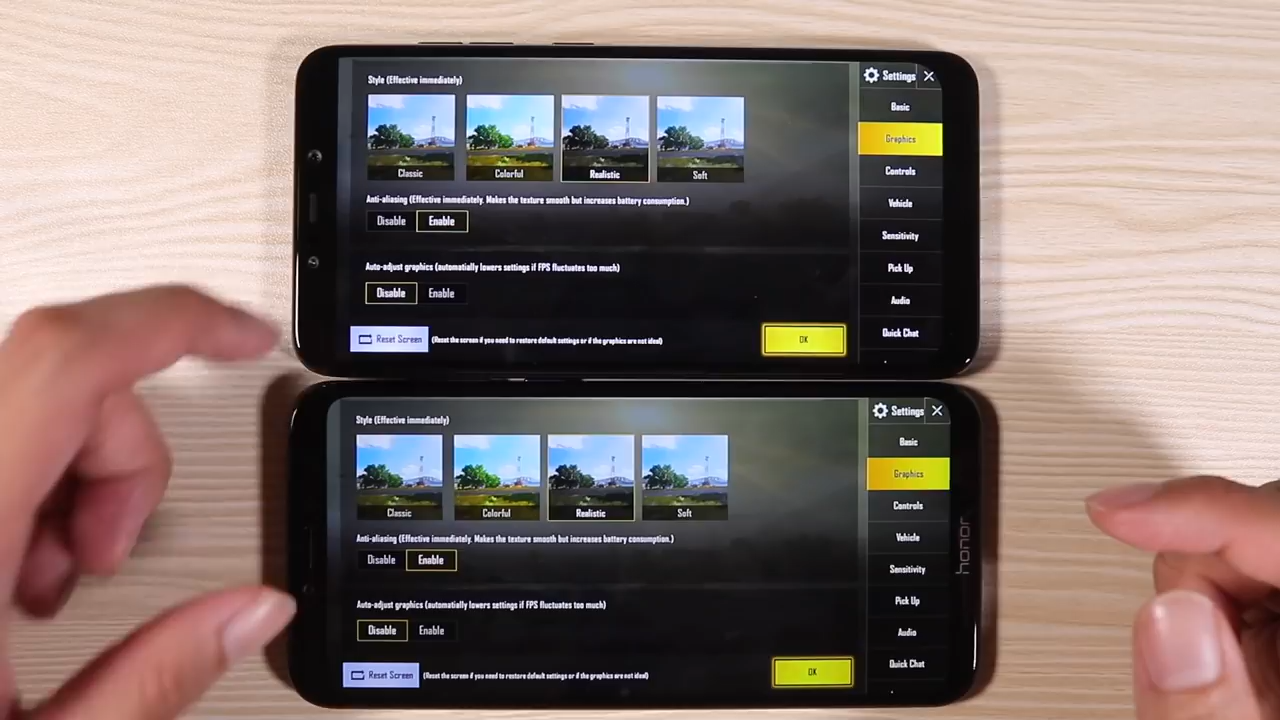 Style (Effective immediately)
Classic
Colorful
Realistic
Soft
Anti-aliasing (Effective immediately. Makes the texture smooth but increases battery consumption.)
Disable
Enable
Auto-adjust graphics (automatially lowers settings if FPS fluctuates too much)
Disable
Enable
Reset Screen
(Reset the screen if you need to restore default settings or if the graphics are not ideal)
OK
Settings
Basic
Graphics
Controls
Vehicle
Sensitivity
Pick Up
Audio
Quick Chat
Style (Effective immediately)
Classic
Colorful
Realistic
Soft
Anti-aliasing (Effective immediately. Makes the texture smooth but increases battery consumption.)
Disable
Enable
Auto-adjust graphics (automatially lowers settings if FPS fluctuates too much)
Disable
Enable
Reset Screen
(Reset the screen if you need to restore default settings or if the graphics are not ideal)
OK
Settings
Basic
Graphics
Controls
Vehicle
Sensitivity
Pick Up
Audio
Quick Chat
honor